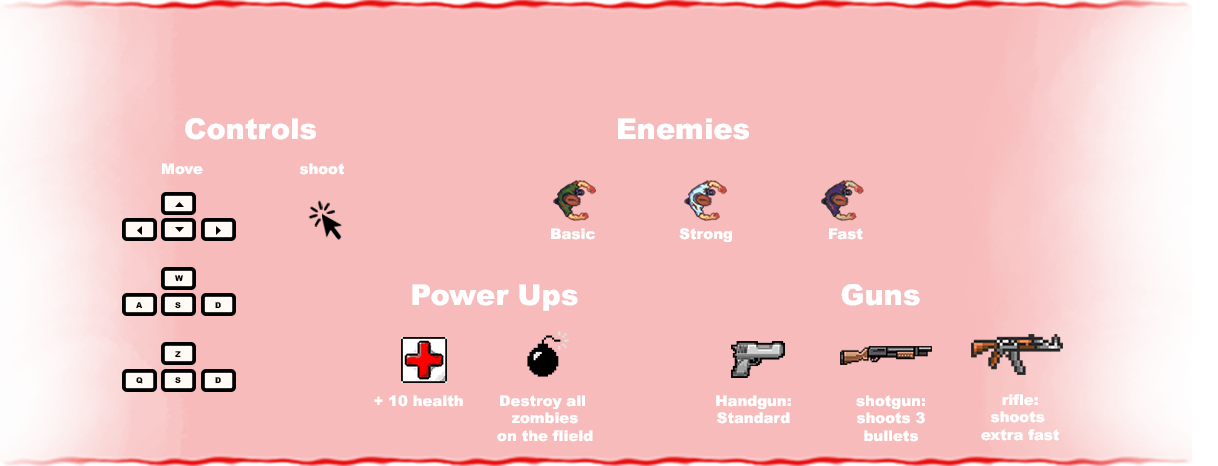 Controls
Move
shoot
W
A S D
Z
Q S D
Enemies
Basic
Strong
Fast
Power Ups
+ 10 health
Destroy all
zombies
on the flield
Guns
Handgun:
Standard
shotgun:
shoots 3
bullets
rifle:
shoots
extra fast